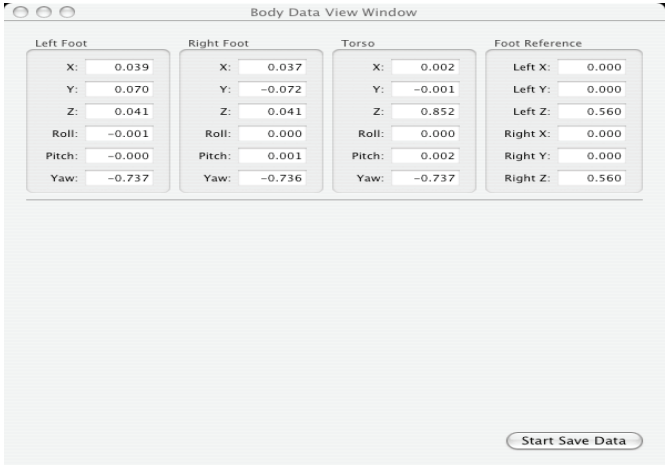 Body Data View Window
Left Foot Right Foot Torso Foot Reference
X: 0.039 X: 0.037 X: 0.002 Left X: 0.000
Y: 0.070 Y: −0.072 Y: −0.001 Left Y: 0.000
Z: 0.041 Z: 0.041 Z: 0.852 Left Z: 0.560
Roll: −0.001 Roll: 0.000 Roll: 0.000 Right X: 0.000
Pitch: −0.000 Pitch: 0.001 Pitch: 0.002 Right Y: 0.000
Yaw: −0.737 Yaw: −0.736 Yaw: −0.737 Right Z: 0.560
Start Save Data